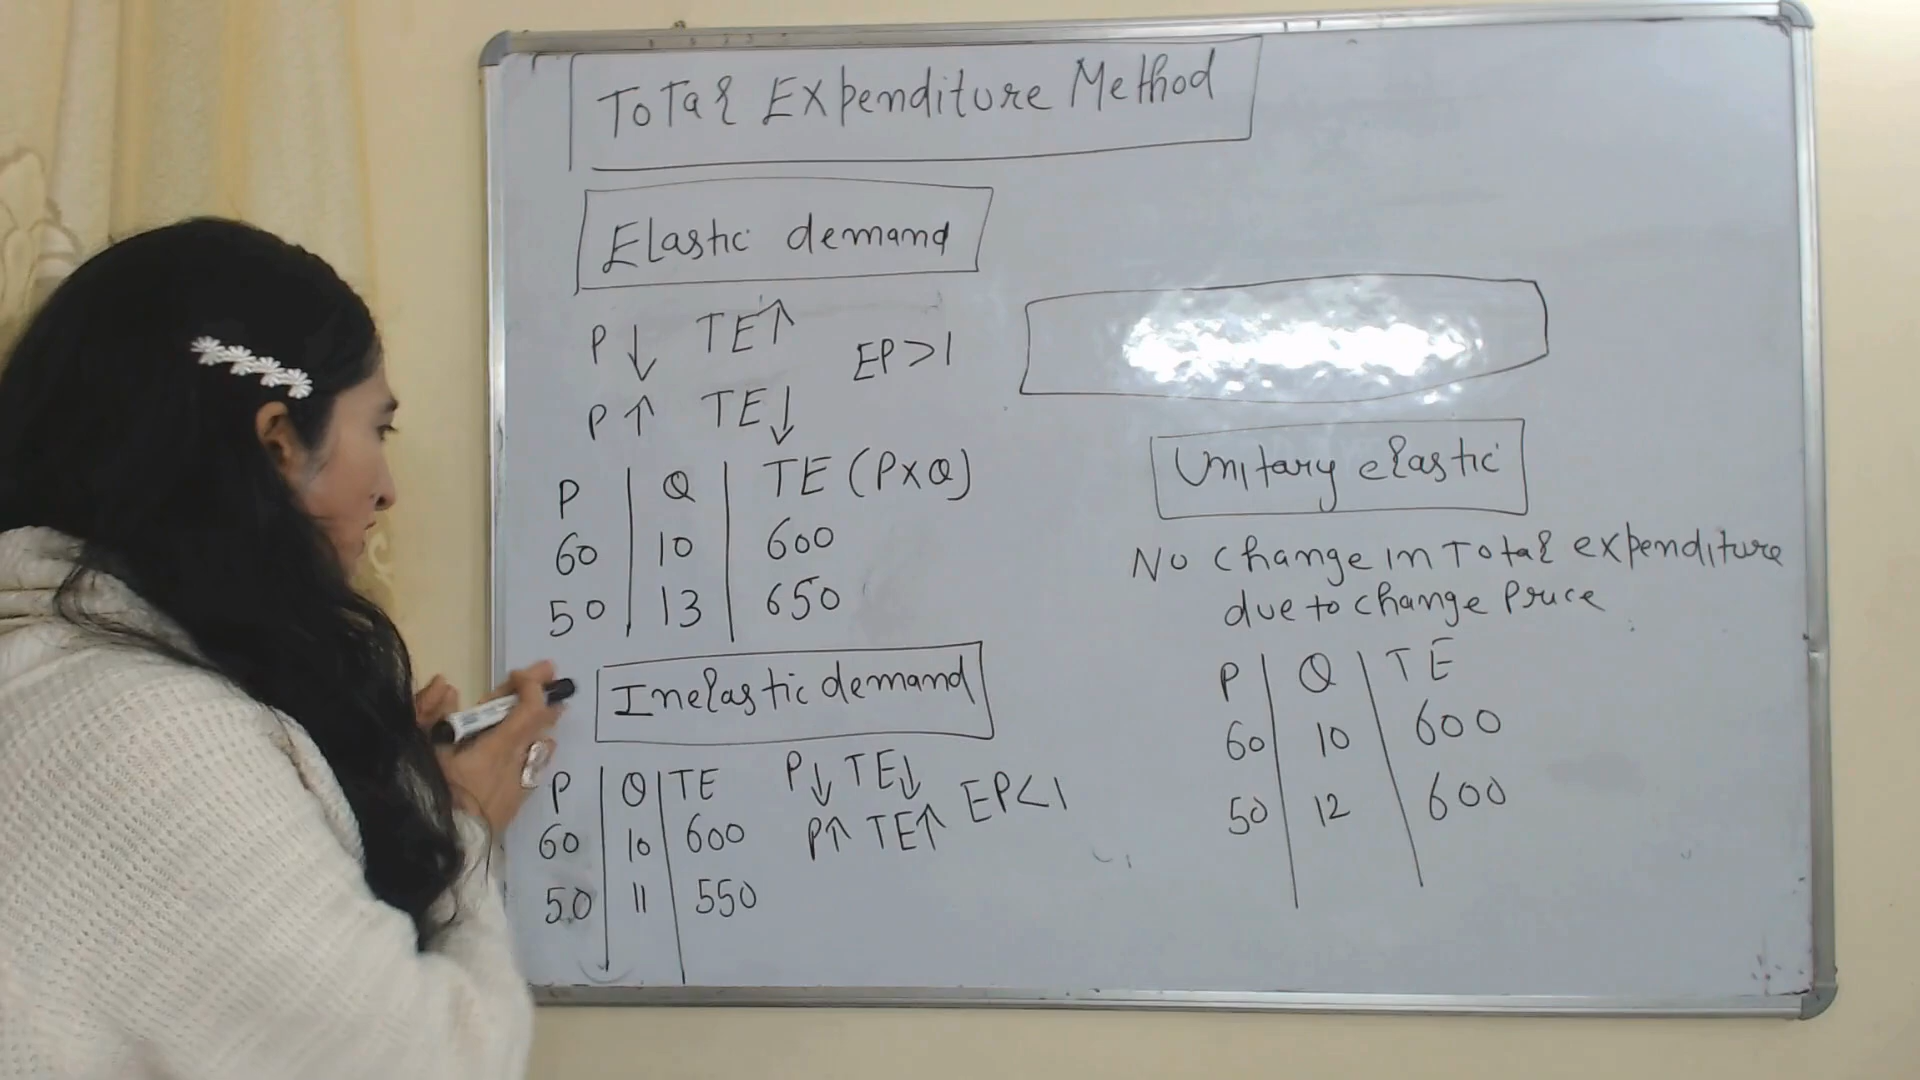 Total Expenditure Method
Elastic demand
P↓ TE↑
P↑ TE↓
EP>1
P | Q | TE (PxQ)
60 | 10 | 600
50 | 13 | 650
Inelastic demand
P | Q | TE
60 | 10 | 600
50 | 11 | 550
P↓ TE↓
P↑ TE↑
EP<1
Unitary elastic
No change in Total expenditure
due to change Price
P | Q | TE
60 | 10 | 600
50 | 12 | 600